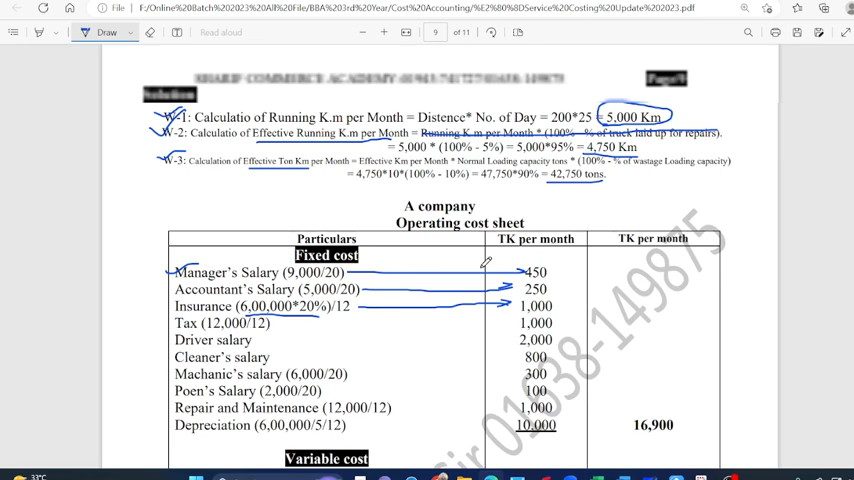 File
F:/Online%20Batch%202023%20All%20File/BBA%203rd%20Year/Cost%20Accounting/%E2%80%8DService%20Costing%20Update%202023.pdf
Draw
Read aloud
9 of 11
W-1: Calculatio of Running K.m per Month = Distence* No. of Day = 200*25 = 5,000 Km
W-2: Calculatio of Effective Running K.m per Month = Running K.m per Month * (100% - % of truck laid up for repairs).
= 5,000 * (100% - 5%) = 5,000*95% = 4,750 Km
W-3: Calculation of Effective Ton Km per Month = Effective Km per Month * Normal Loading capacity tons * (100% - % of wastage Loading capacity)
= 4,750*10*(100% - 10%) = 47,750*90% = 42,750 tons.
A company
Operating cost sheet
Particulars TK per month TK per month
Fixed cost
Manager's Salary (9,000/20) 450
Accountant's Salary (5,000/20) 250
Insurance (6,00,000*20%)/12 1,000
Tax (12,000/12) 1,000
Driver salary 2,000
Cleaner's salary 800
Machanic's salary (6,000/20) 300
Poen's Salary (2,000/20) 100
Repair and Maintenance (12,000/12) 1,000
Depreciation (6,00,000/5/12) 10,000 16,900
Variable cost
Sir 01638-149875
33°C